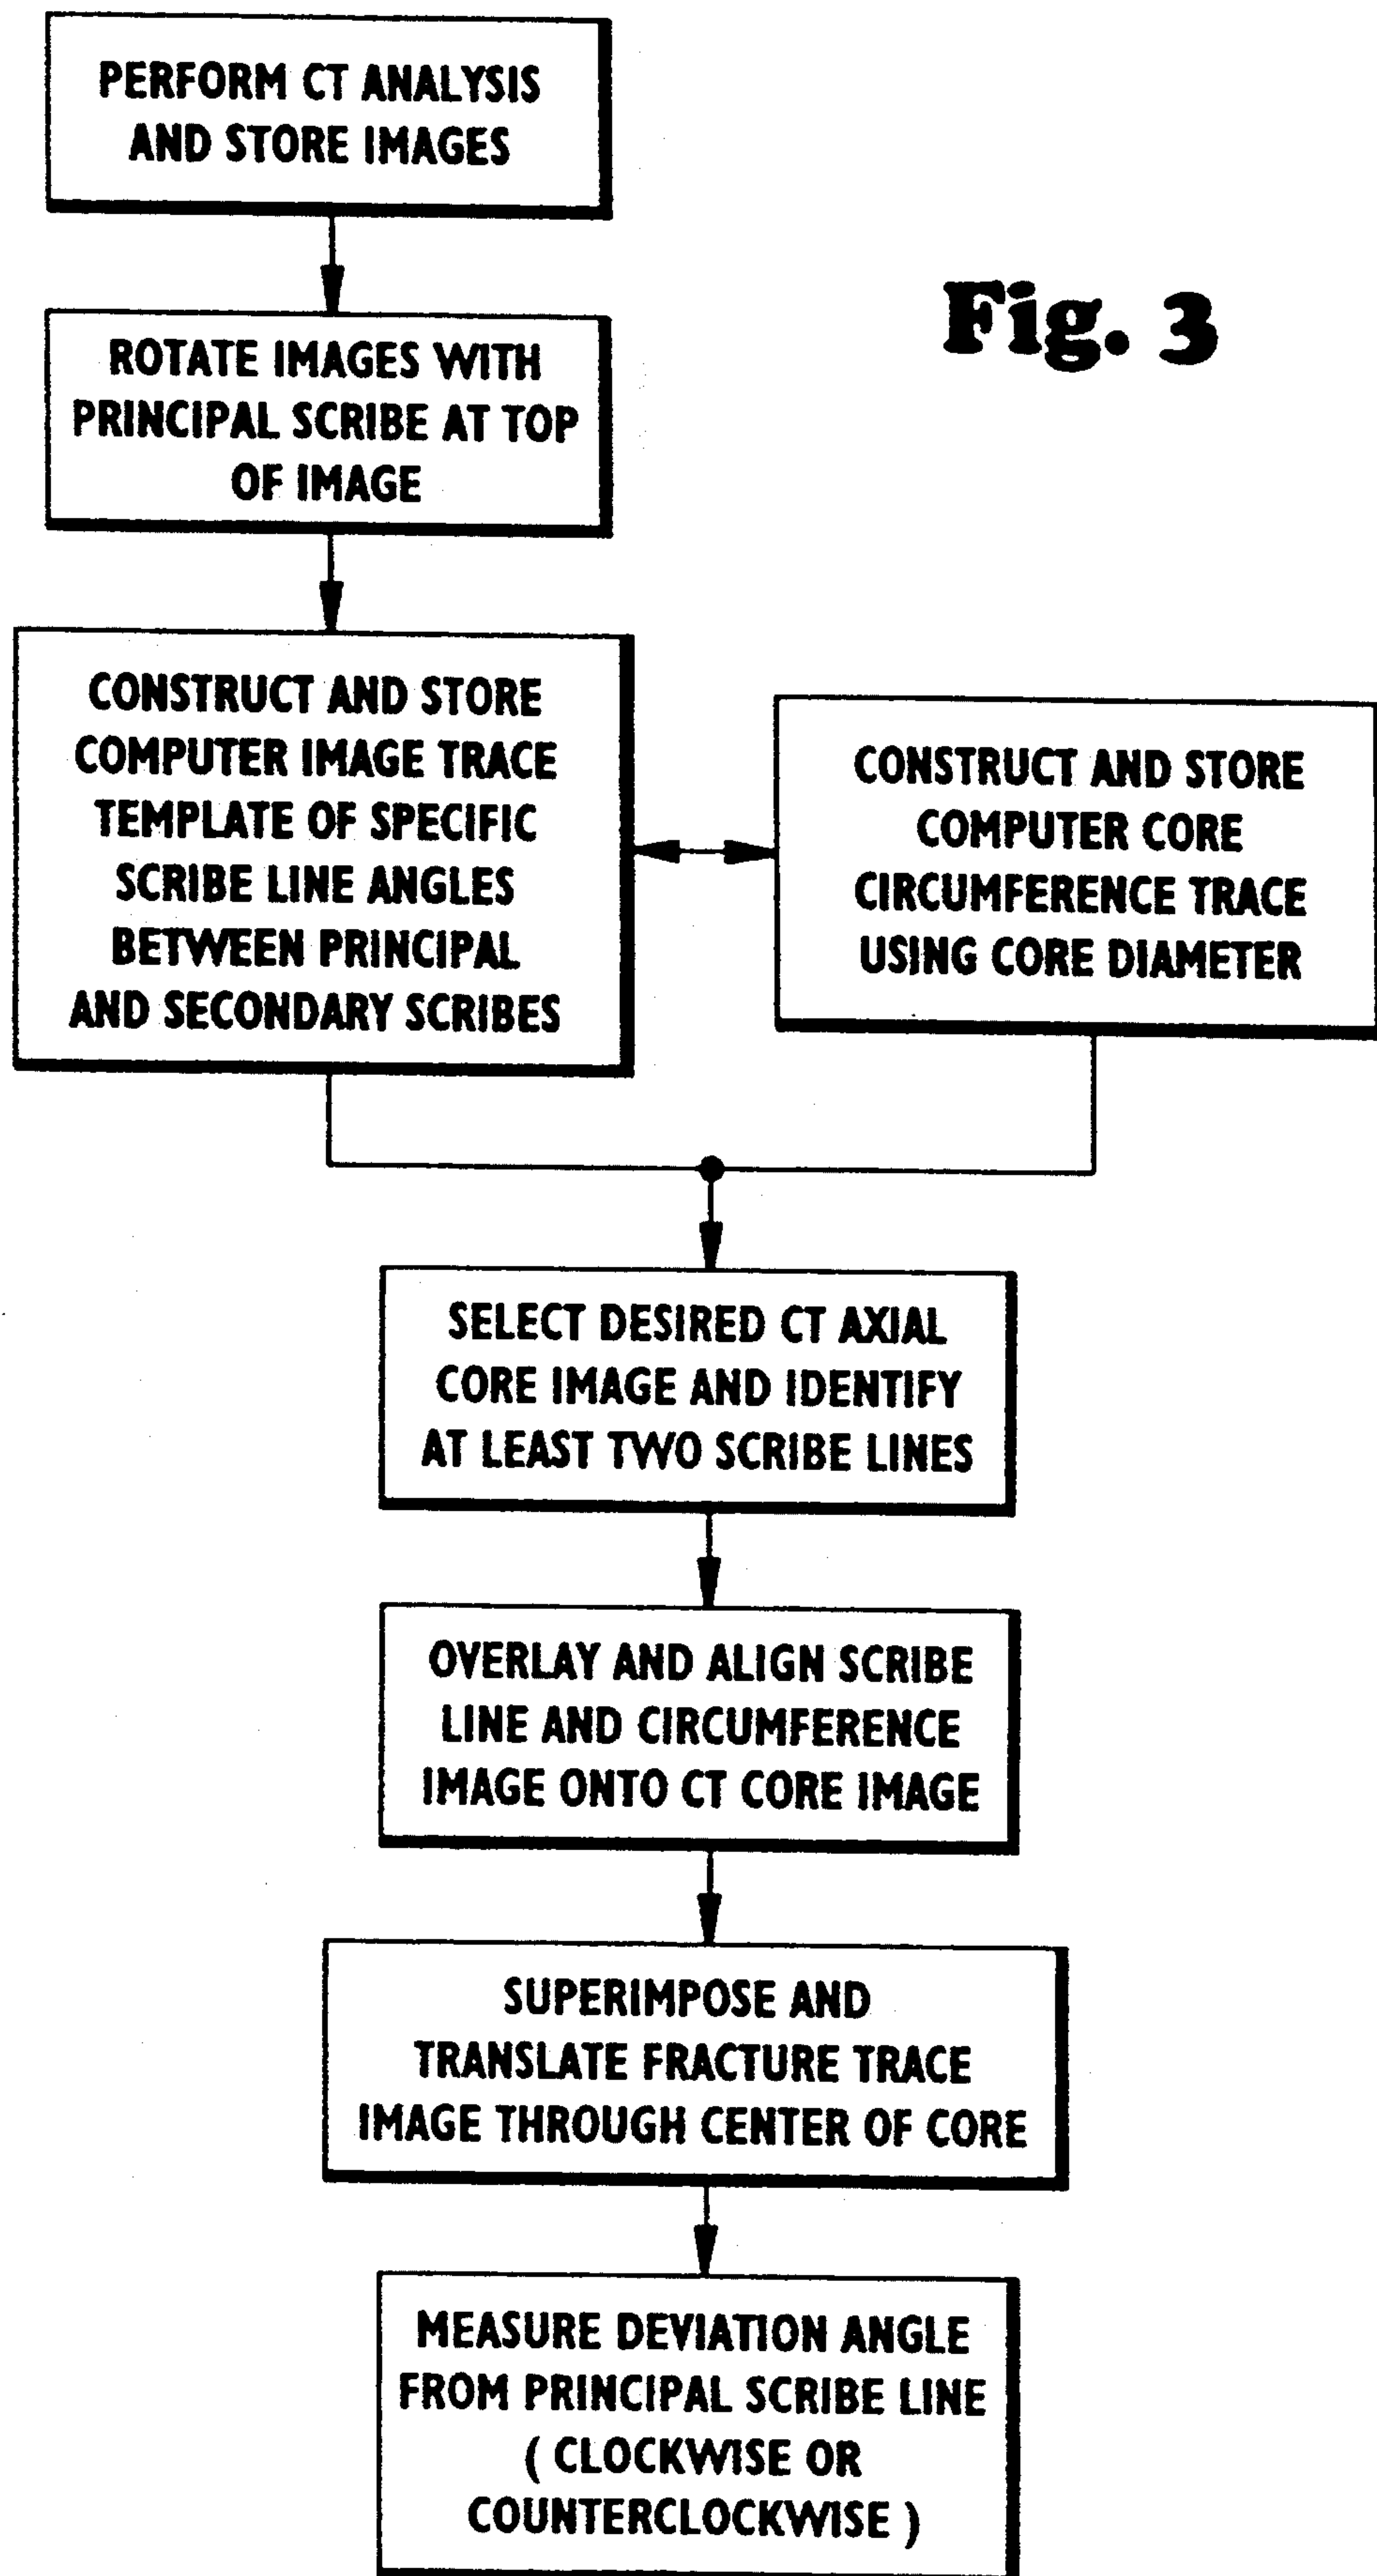 PERFORM CT ANALYSIS
AND STORE IMAGES
Fig. 3
ROTATE IMAGES WITH
PRINCIPAL SCRIBE AT TOP
OF IMAGE
CONSTRUCT AND STORE
COMPUTER IMAGE TRACE
TEMPLATE OF SPECIFIC
SCRIBE LINE ANGLES
BETWEEN PRINCIPAL
AND SECONDARY SCRIBES
CONSTRUCT AND STORE
COMPUTER CORE
CIRCUMFERENCE TRACE
USING CORE DIAMETER
SELECT DESIRED CT AXIAL
CORE IMAGE AND IDENTIFY
AT LEAST TWO SCRIBE LINES
OVERLAY AND ALIGN SCRIBE
LINE AND CIRCUMFERENCE
IMAGE ONTO CT CORE IMAGE
SUPERIMPOSE AND
TRANSLATE FRACTURE TRACE
IMAGE THROUGH CENTER OF CORE
MEASURE DEVIATION ANGLE
FROM PRINCIPAL SCRIBE LINE
( CLOCKWISE OR
COUNTERCLOCKWISE )